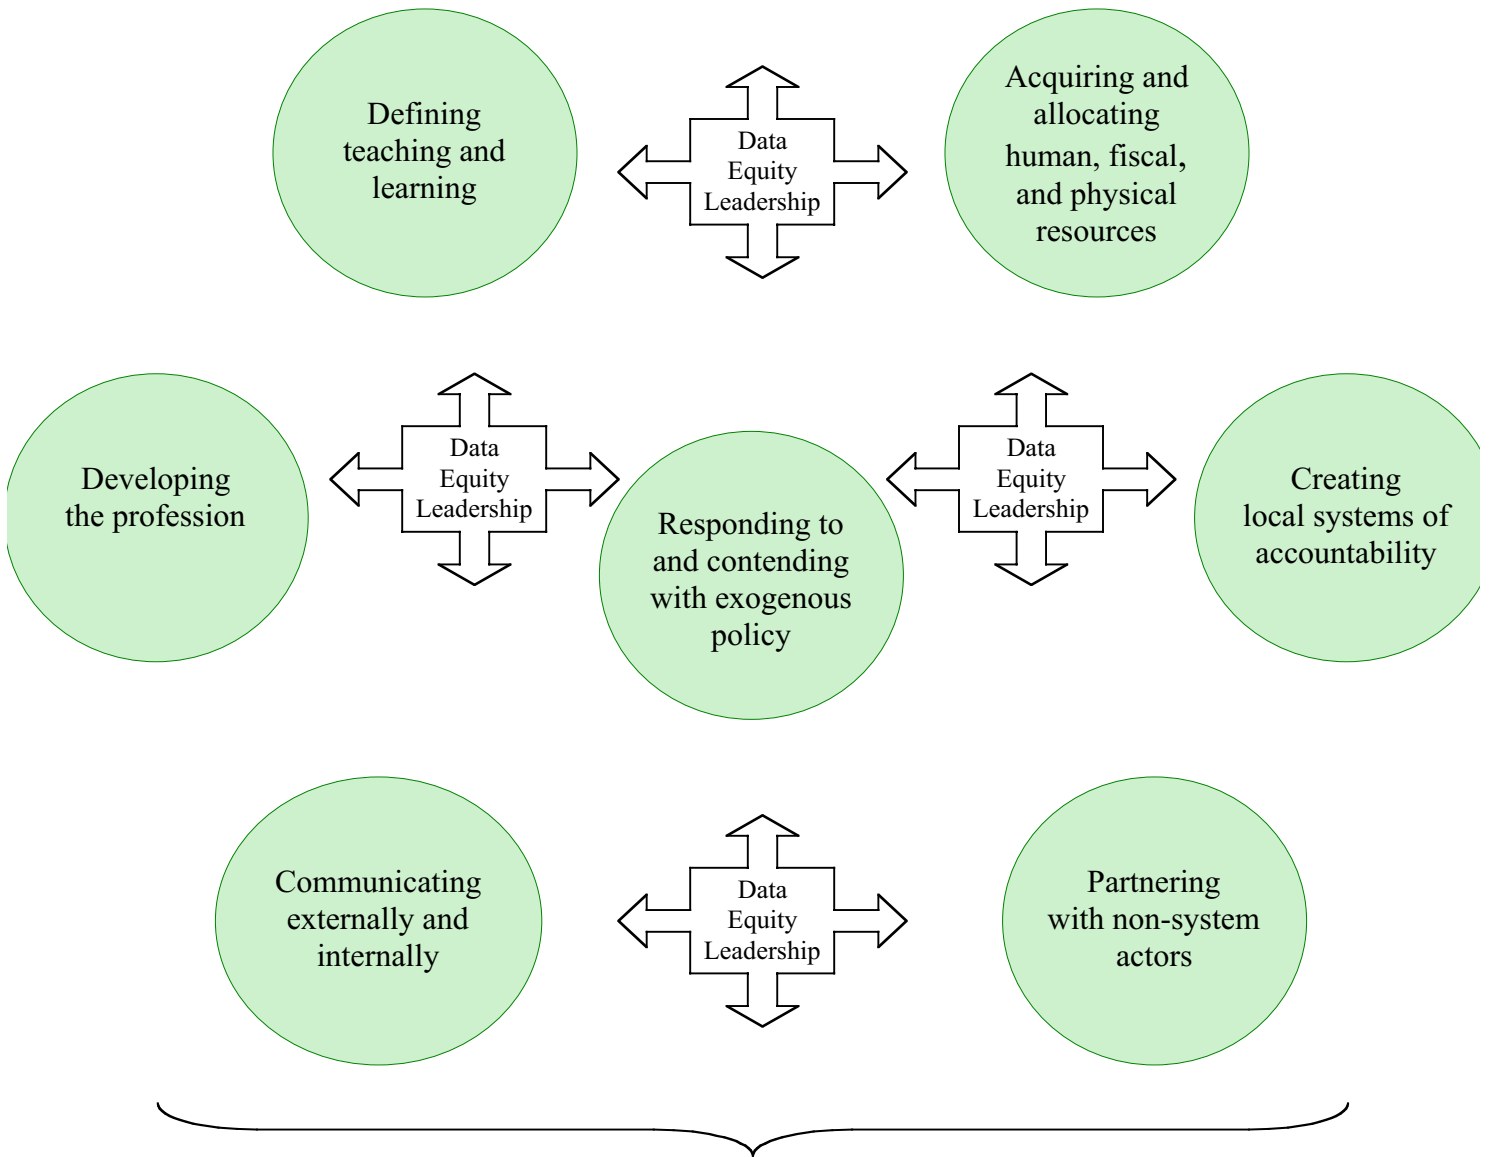 Defining
teaching and
learning
Data
Equity
Leadership
Acquiring and
allocating
human, fiscal,
and physical
resources
Developing
the profession
Data
Equity
Leadership
Responding to
and contending
with exogenous
policy
Data
Equity
Leadership
Creating
local systems of
accountability
Communicating
externally and
internally
Data
Equity
Leadership
Partnering
with non-system
actors